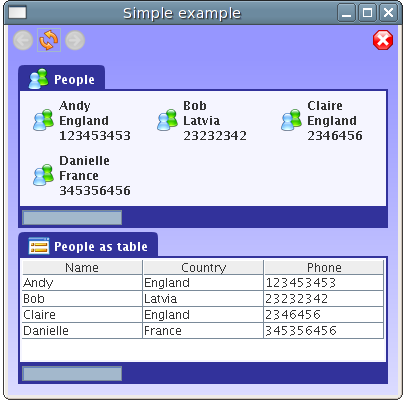 Simple example
People
Andy
England
123453453
Bob
Latvia
23232342
Claire
England
2346456
Danielle
France
345356456
People as table
Name Country Phone
Andy England 123453453
Bob Latvia 23232342
Claire England 2346456
Danielle France 345356456